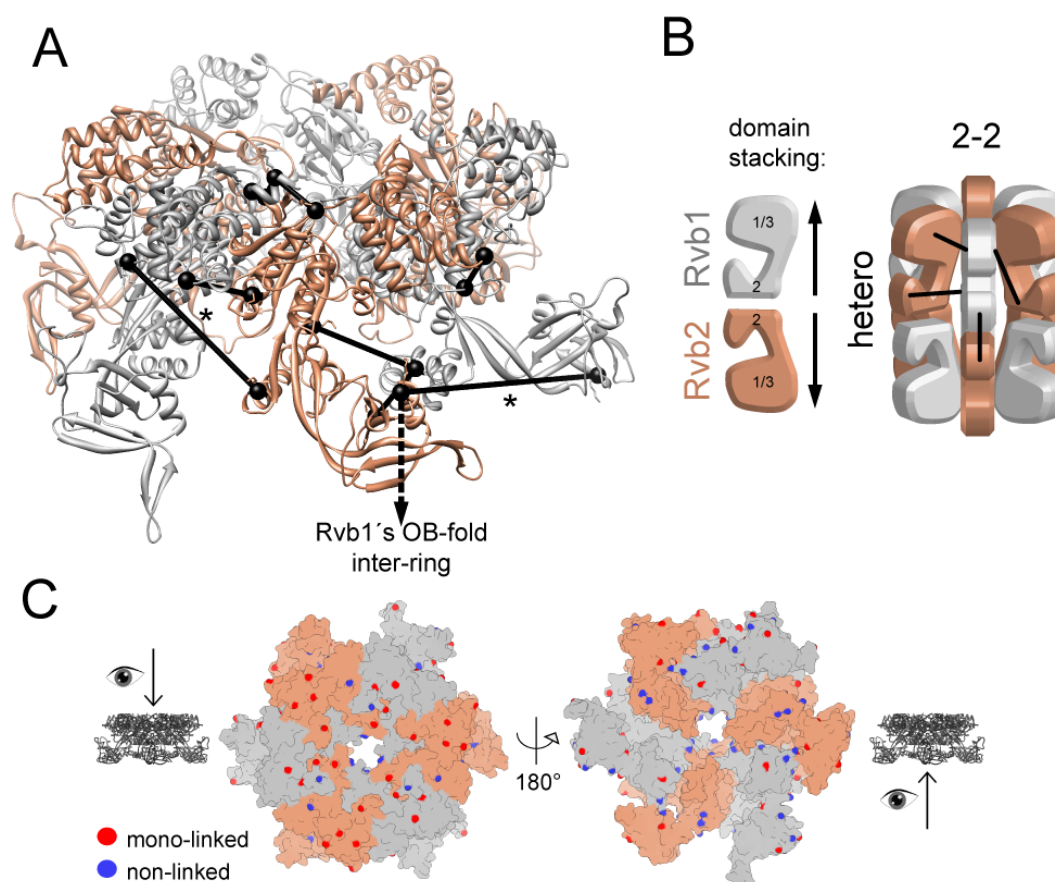 A
*
*
Rvb1´s OB-fold
inter-ring
B
domain
stacking:
2-2
Rvb1
1/3
2
Rvb2
2
1/3
hetero
C
180°
mono-linked
non-linked